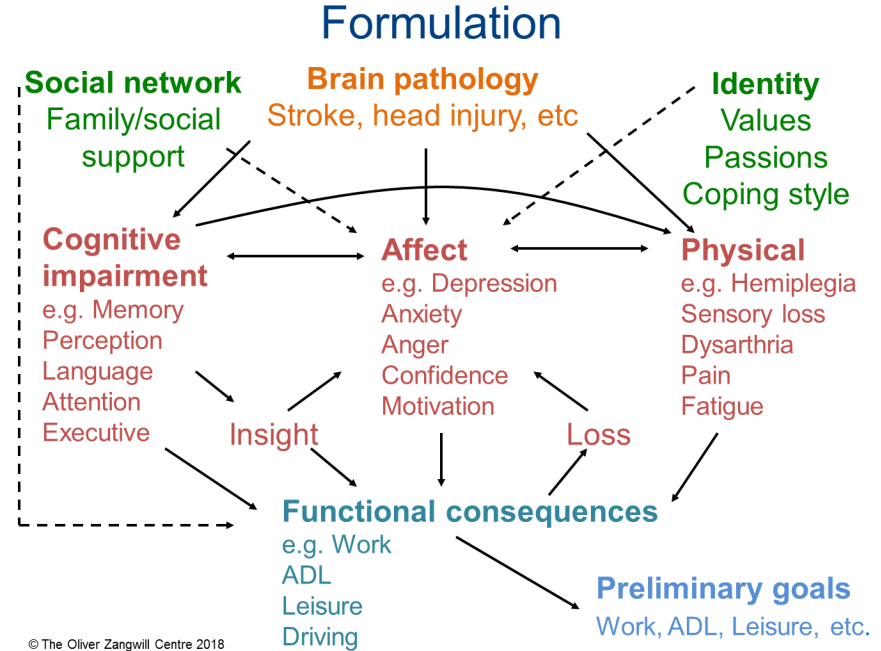 Formulation
Social network
Family/social
support
Brain pathology
Stroke, head injury, etc
Identity
Values
Passions
Coping style
Cognitive
impairment
e.g. Memory
Perception
Language
Attention
Executive
Affect
e.g. Depression
Anxiety
Anger
Confidence
Motivation
Physical
e.g. Hemiplegia
Sensory loss
Dysarthria
Pain
Fatigue
Insight
Loss
Functional consequences
e.g. Work
ADL
Leisure
Driving
Preliminary goals
Work, ADL, Leisure, etc.
© The Oliver Zangwill Centre 2018